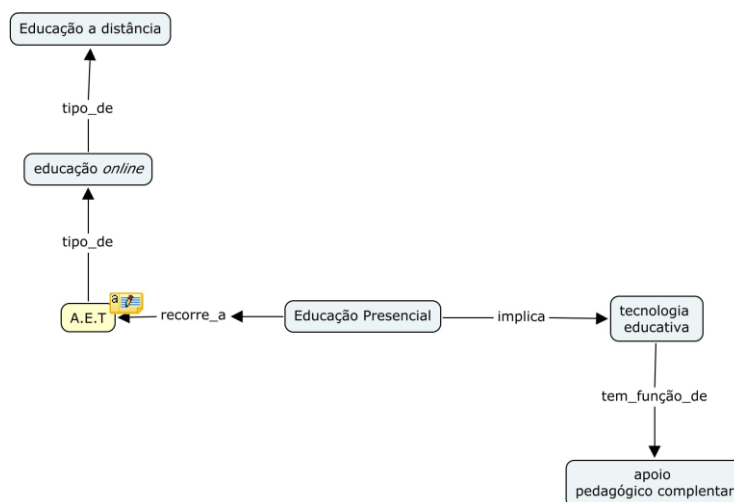 Educação a distância
tipo_de
educação online
tipo_de
a
A.E.T
recorre_a
Educação Presencial
implica
tecnologia
educativa
tem_função_de
apoio
pedagógico complentar